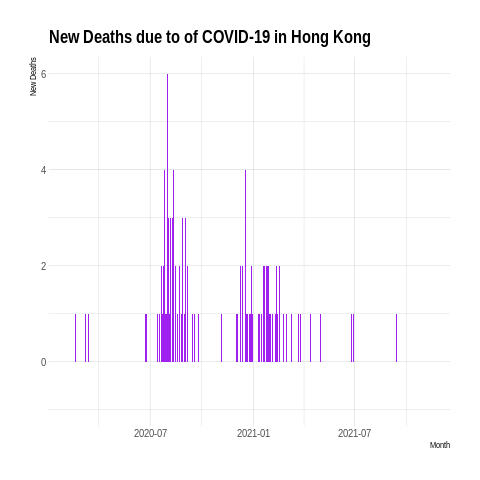 New Deaths due to of COVID-19 in Hong Kong
New Deaths
6
4
2
0
2020-07 2021-01 2021-07
Month